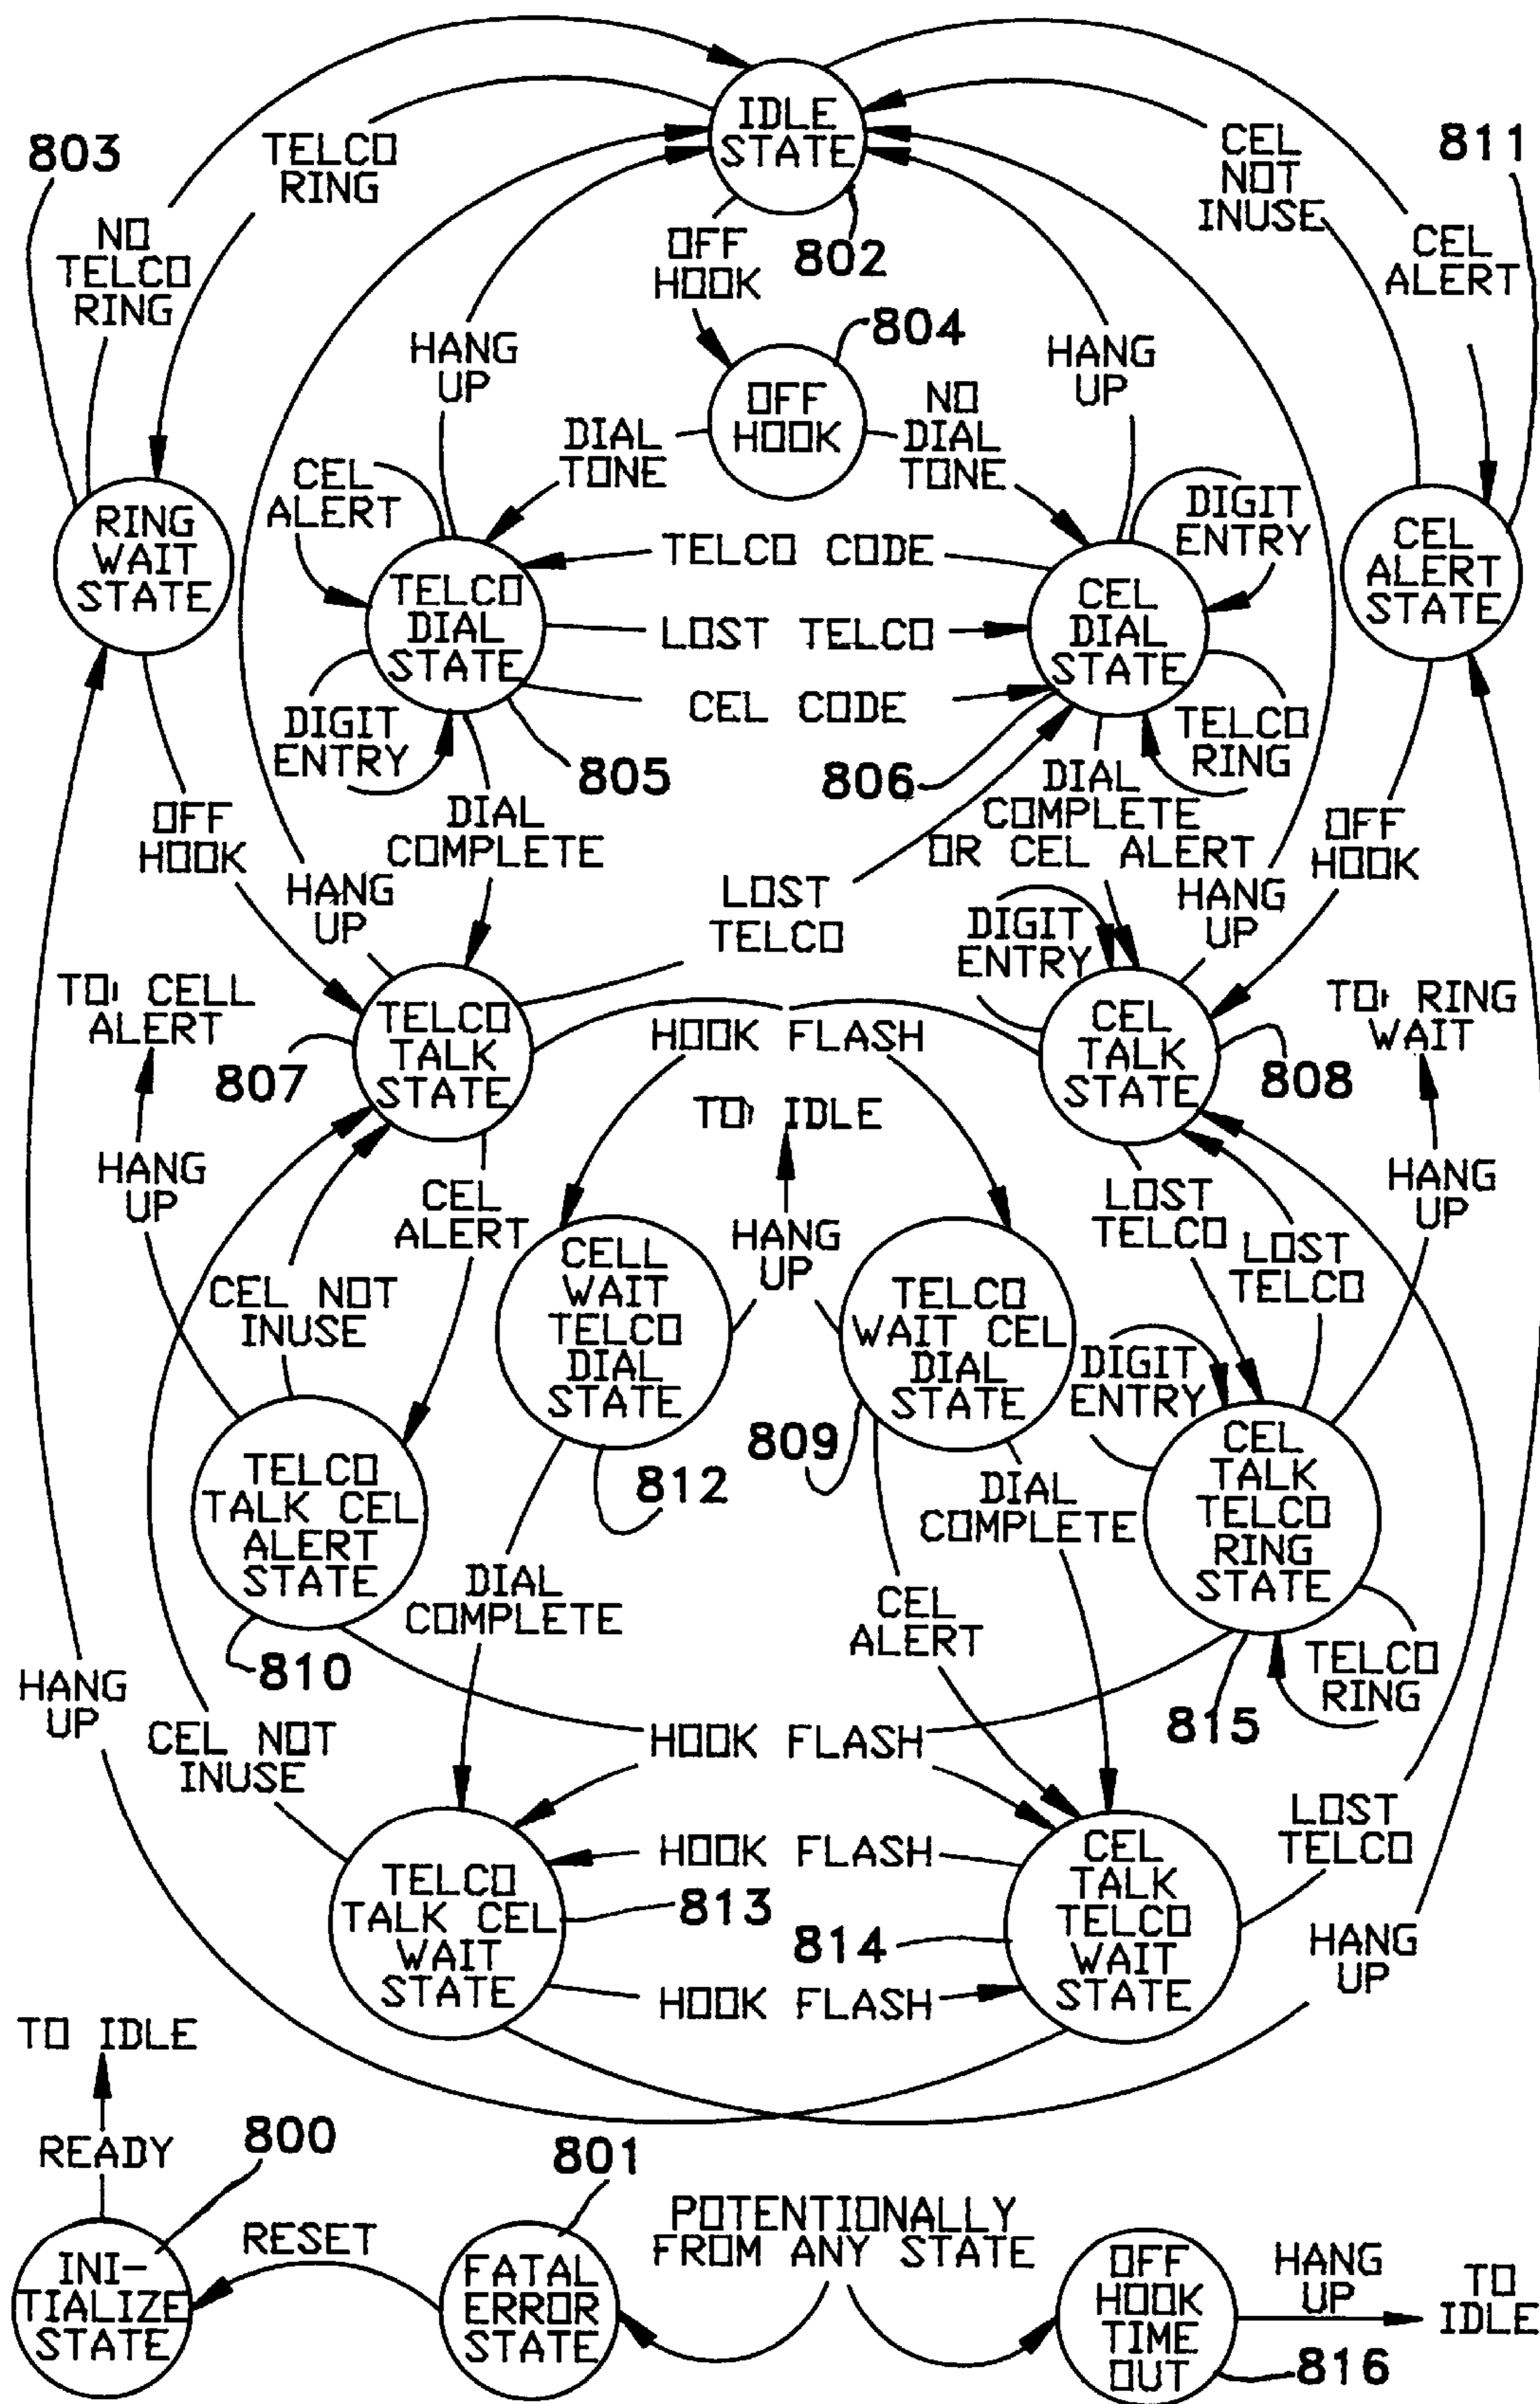 IDLE
STATE
802
803
TELCO
RING
NO
TELCO
RING
CEL
NOT
INUSE
811
CEL
ALERT
OFF
HOOK
804
HANG
UP
HANG
UP
OFF
HOOK
DIAL
TONE
NO
DIAL
TONE
CEL
ALERT
DIGIT
ENTRY
RING
WAIT
STATE
CEL
ALERT
STATE
TELCO CODE
TELCO
DIAL
STATE
LOST TELCO
CEL
DIAL
STATE
CEL CODE
DIGIT
ENTRY
805
806
TELCO
RING
OFF
HOOK
DIAL
COMPLETE
DIAL
COMPLETE
OR CEL ALERT
OFF
HOOK
HANG
UP
LOST
TELCO
DIGIT
ENTRY
HANG
UP
TO: CELL
ALERT
TELCO
TALK
STATE
807
HOOK FLASH
CEL
TALK
STATE
808
TO: RING
WAIT
TO: IDLE
HANG
UP
CEL
ALERT
HANG
UP
LOST
TELCO
LOST
TELCO
HANG
UP
CEL NOT
INUSE
CELL
WAIT
TELCO
DIAL
STATE
812
TELCO
WAIT CEL
DIAL
STATE
809
DIGIT
ENTRY
TELCO
TALK CEL
ALERT
STATE
810
DIAL
COMPLETE
CEL
TALK
TELCO
RING
STATE
815
DIAL
COMPLETE
CEL
ALERT
TELCO
RING
HANG
UP
CEL NOT
INUSE
HOOK FLASH
LOST
TELCO
TELCO
TALK CEL
WAIT
STATE
813
HOOK FLASH
CEL
TALK
TELCO
WAIT
STATE
814
HOOK FLASH
HANG
UP
TO IDLE
READY
800
INI-
TIALIZE
STATE
RESET
801
FATAL
ERROR
STATE
POTENTIONALLY
FROM ANY STATE
OFF
HOOK
TIME
OUT
816
HANG
UP
TO
IDLE